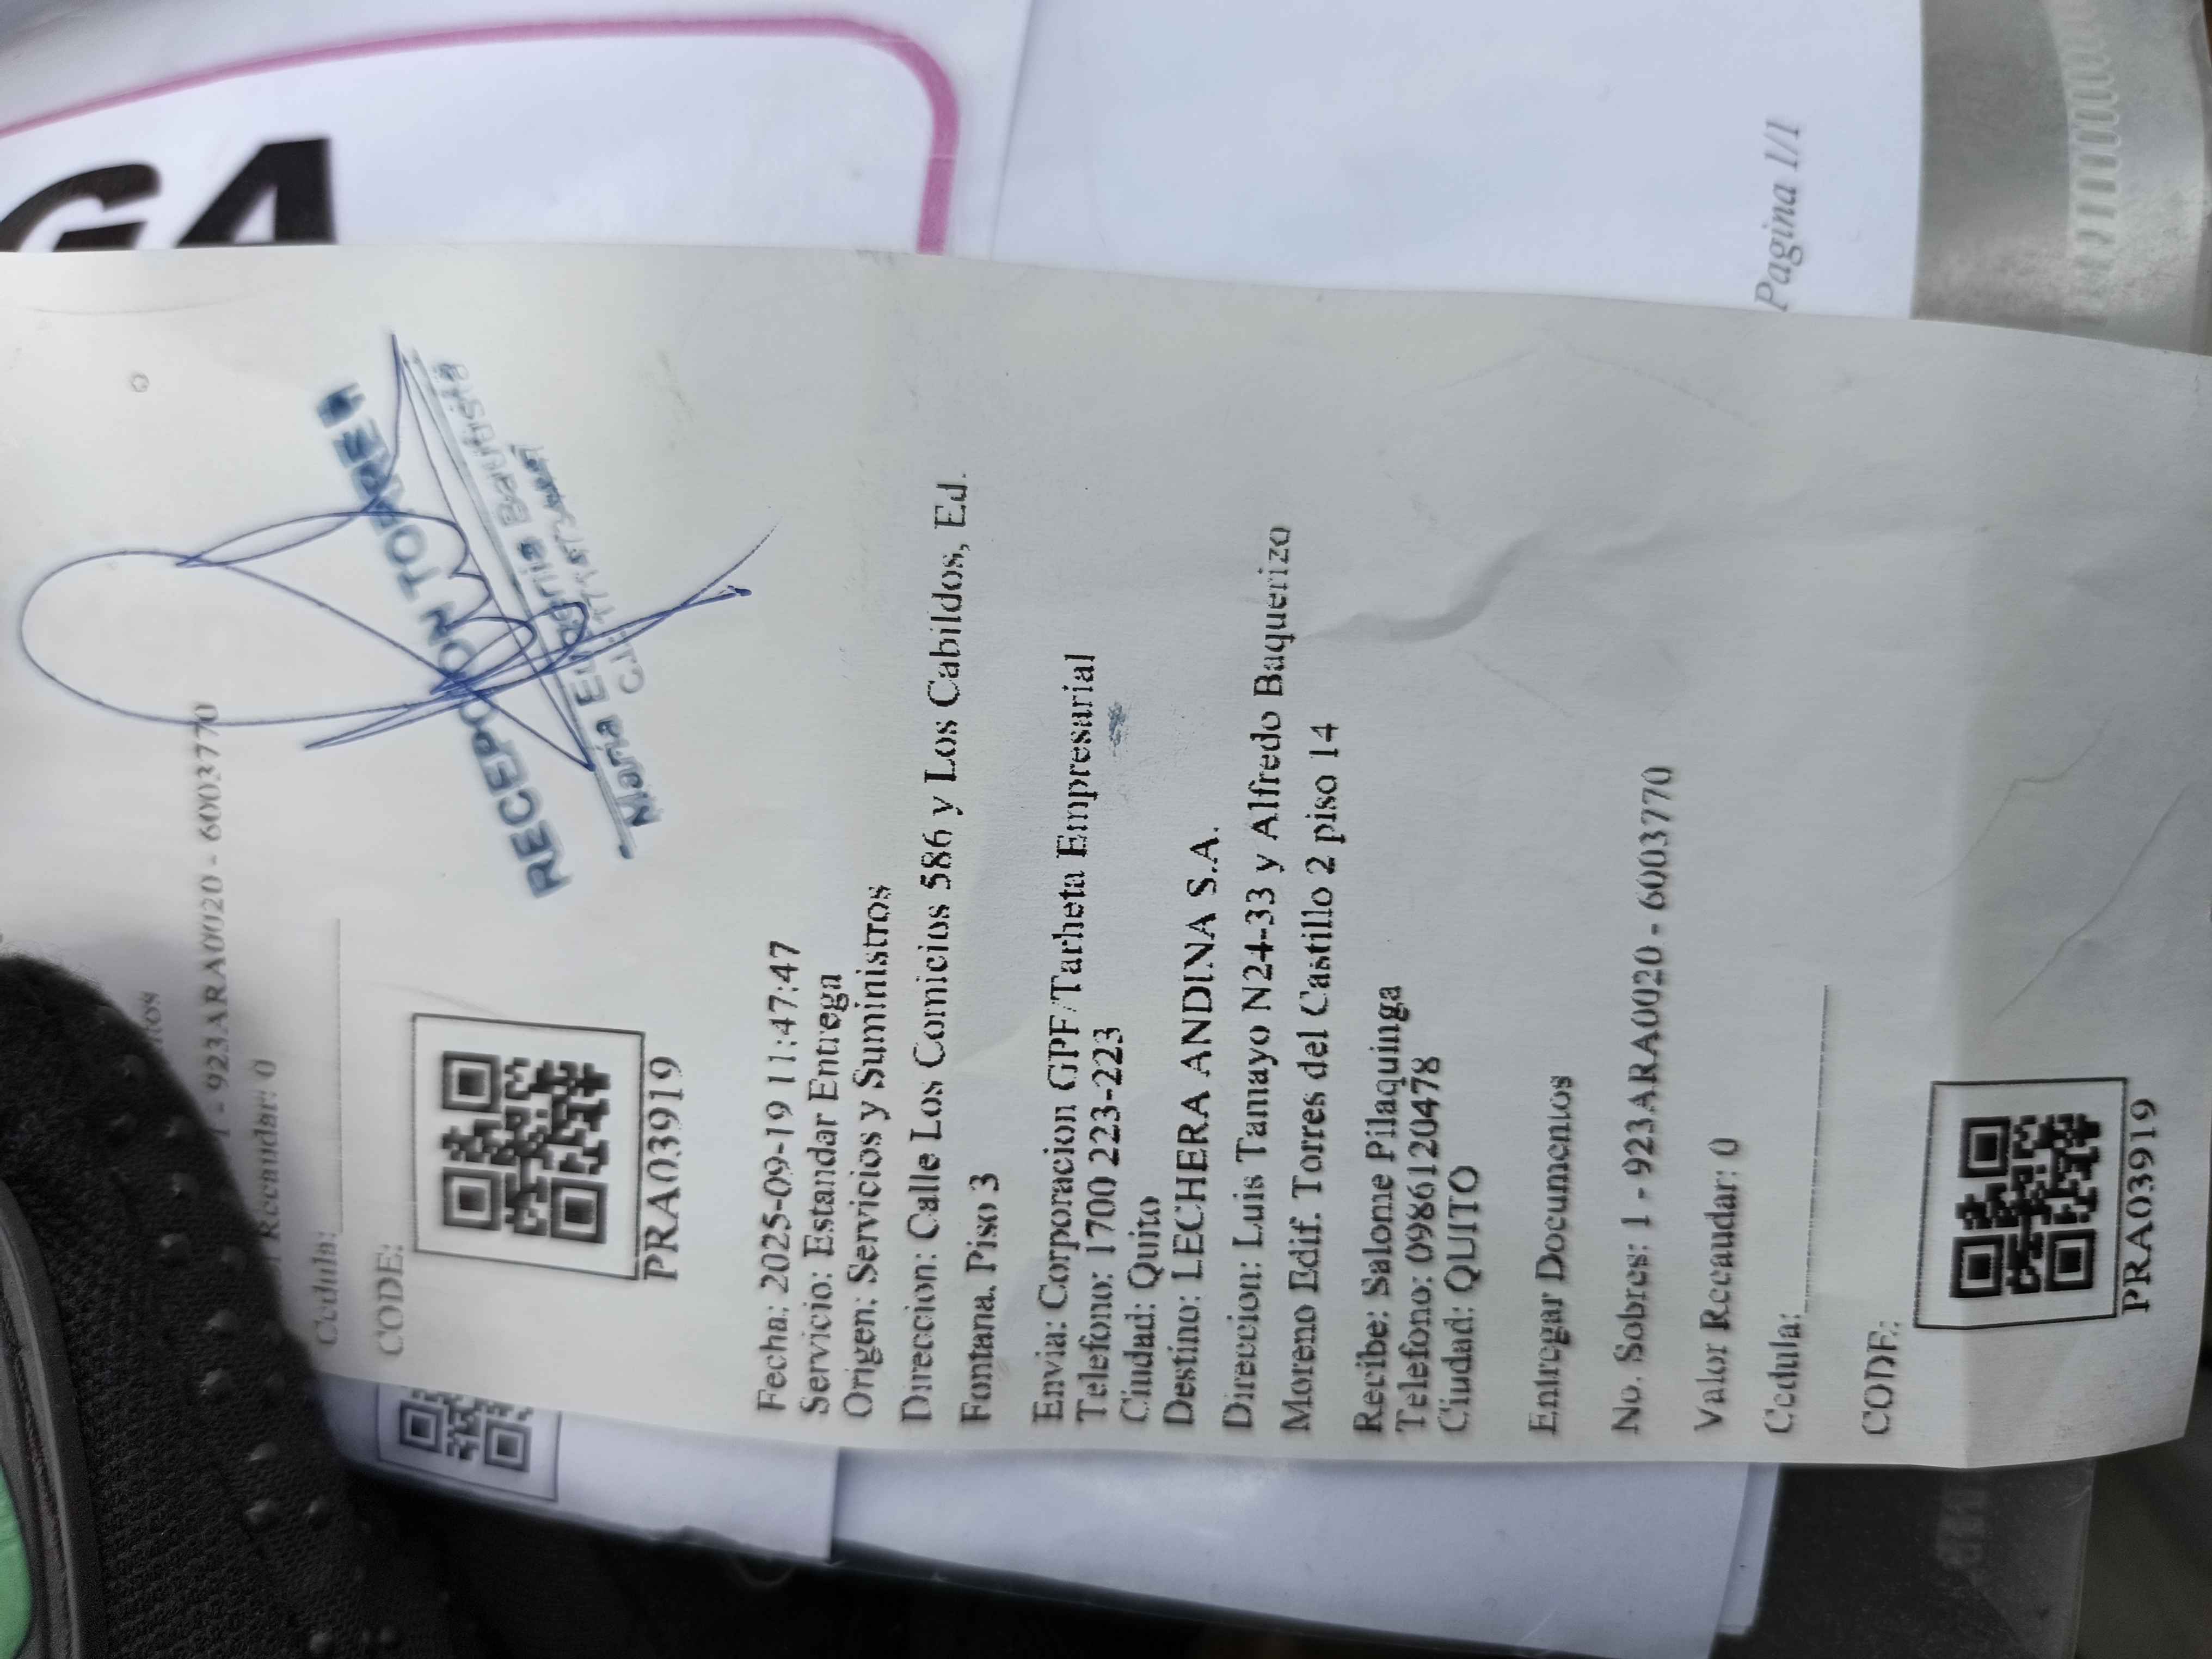 GA
Pagina 1/1
1 - 923ARA0020 - 6003770
Recaudar: 0
Cedula:
CODE:
PRA03919
RECEPCION TO
Maria Bautista
C.I.:
Fecha: 2025-09-19 11:47:47
Servicio: Estandar Entrega
Origen: Servicios y Suministros
Direccion: Calle Los Comicios 586 y Los Cabildos, Ed.
Fontana, Piso 3
Envia: Corporacion GPF/Tarheta Empresarial
Telefono: 1700 223-223
Ciudad: Quito
Destino: LECHERA ANDINA S.A.
Direccion: Luis Tamayo N24-33 y Alfredo Baquerizo
Moreno Edif. Torres del Castillo 2 piso 14
Recibe: Salome Pilaquinga
Telefono: 0986120478
Ciudad: QUITO
Entregar Documentos
No. Sobres: 1 - 923ARA0020 - 6003770
Valor Recaudar: 0
Cedula:
CODE:
PRA03919